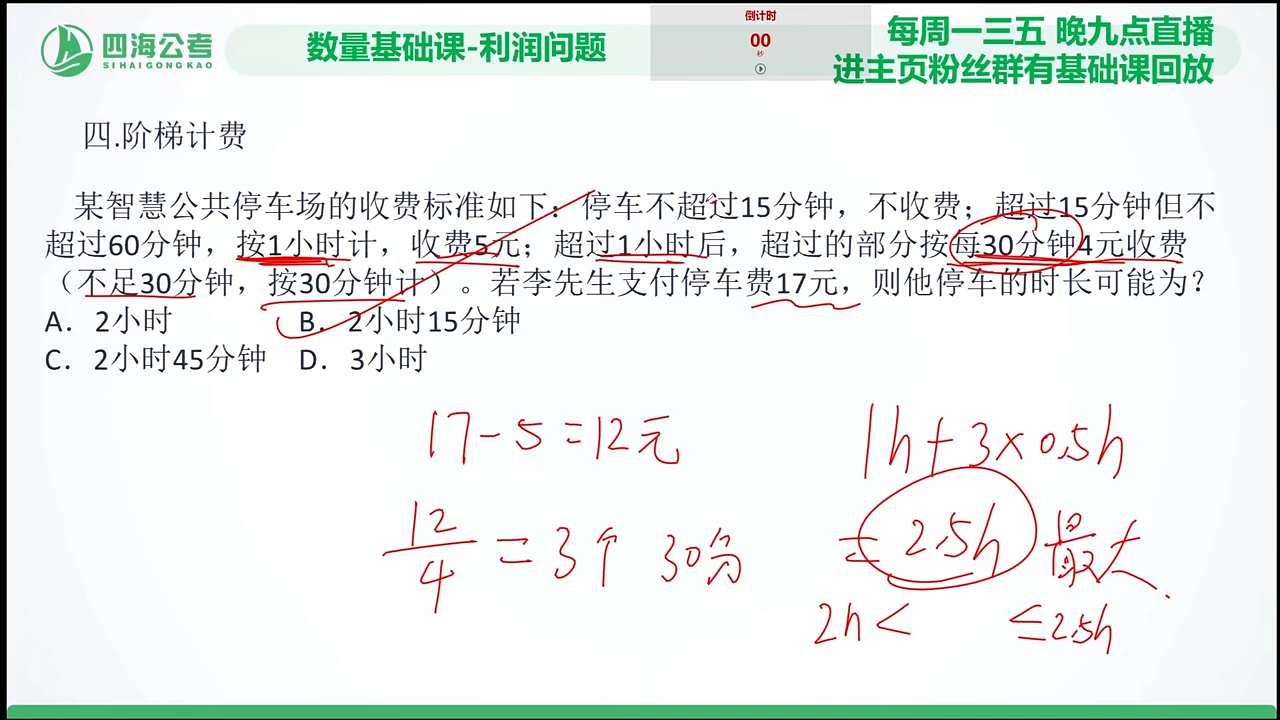 四海公考
SIHAIGONGKAO
数量基础课-利润问题
倒计时
00
秒
每周一三五 晚九点直播
进主页粉丝群有基础课回放
四.阶梯计费
某智慧公共停车场的收费标准如下：停车不超过15分钟，不收费；超过15分钟但不
超过60分钟，按1小时计，收费5元；超过1小时后，超过的部分按每30分钟4元收费
（不足30分钟，按30分钟计）。若李先生支付停车费17元，则他停车的时长可能为？
A．2小时 B．2小时15分钟
C．2小时45分钟 D．3小时
17-5=12元
12/4=3个 30分
1h+3×0.5h
=2.5h 最大
2h< ≤2.5h